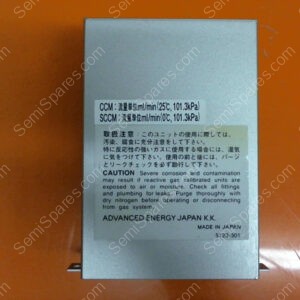 CCM：流量単位ml/min(25℃, 101.3kPa)
SCCM：流量単位ml/min(0℃, 101.3kPa)
取扱注意：このユニットの使用に際しては、
汚染、腐食に充分注意をして下さい。
特に反応性の強いガスに使用する場合には、湿気
に気をつけて下さい。使用の前と後には、パージ
とリークチェックを必ず行って下さい。
CAUTION Severe corrosion and contamination
may result if reactive gas calibrated units are
exposed to air or moisture. Check all fittings
and plumbing for leaks. Purge thoroughly with
dry nitrogen before operating or disconnecting
from gas system.
ADVANCED ENERGY JAPAN K.K.
MADE IN JAPAN
SemiSpares.com